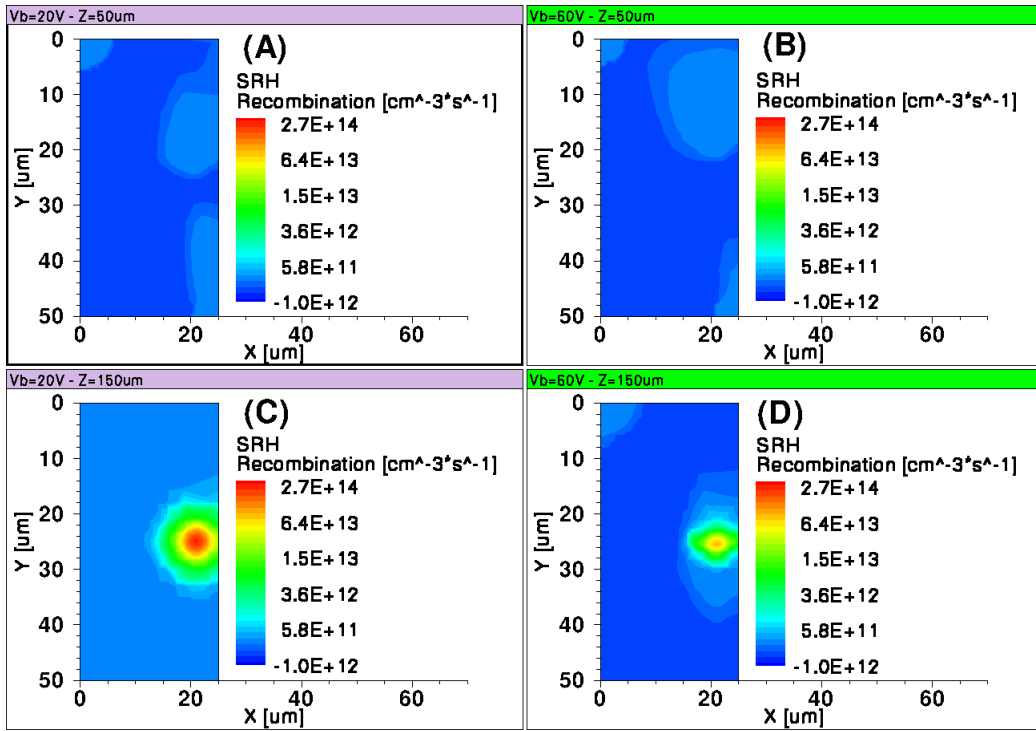 Vb=20V - Z=50um
(A)
SRH
Recombination [cm^-3*s^-1]
2.7E+14
6.4E+13
1.5E+13
3.6E+12
5.8E+11
-1.0E+12
Y [um]
0
10
20
30
40
50
0 20 40 60
X [um]
Vb=60V - Z=50um
(B)
SRH
Recombination [cm^-3*s^-1]
2.7E+14
6.4E+13
1.5E+13
3.6E+12
5.8E+11
-1.0E+12
Y [um]
0
10
20
30
40
50
0 20 40 60
X [um]
Vb=20V - Z=150um
(C)
SRH
Recombination [cm^-3*s^-1]
2.7E+14
6.4E+13
1.5E+13
3.6E+12
5.8E+11
-1.0E+12
Y [um]
0
10
20
30
40
50
0 20 40 60
X [um]
Vb=60V - Z=150um
(D)
SRH
Recombination [cm^-3*s^-1]
2.7E+14
6.4E+13
1.5E+13
3.6E+12
5.8E+11
-1.0E+12
Y [um]
0
10
20
30
40
50
0 20 40 60
X [um]